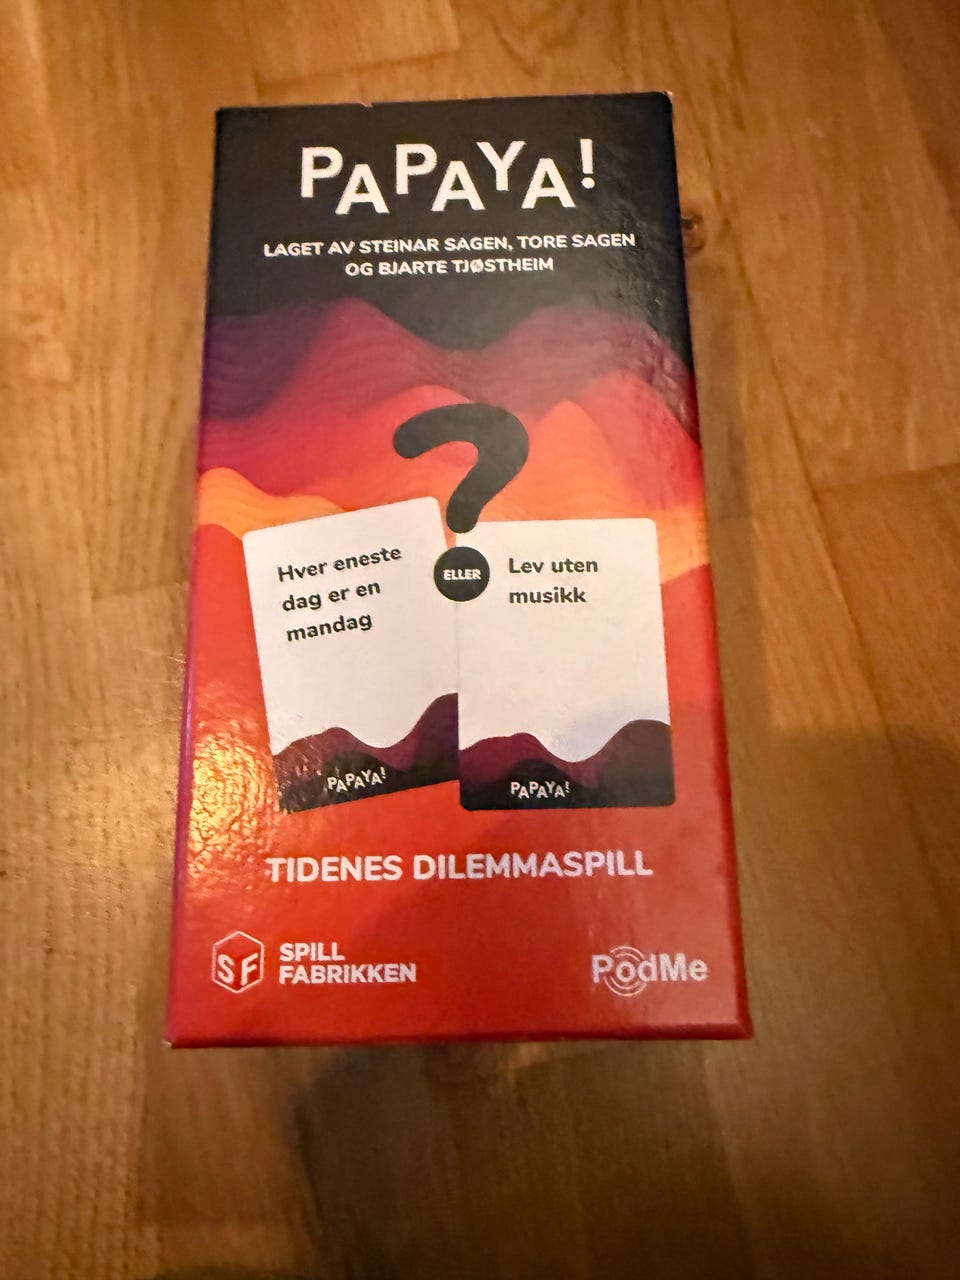 PAPAYA!
LAGET AV STEINAR SAGEN, TORE SAGEN
OG BJARTE TJØSTHEIM
?
Hver eneste
dag er en
mandag
PAPAYA!
ELLER
Lev uten
musikk
PAPAYA!
TIDENES DILEMMASPILL
SF
SPILL
FABRIKKEN
PodMe